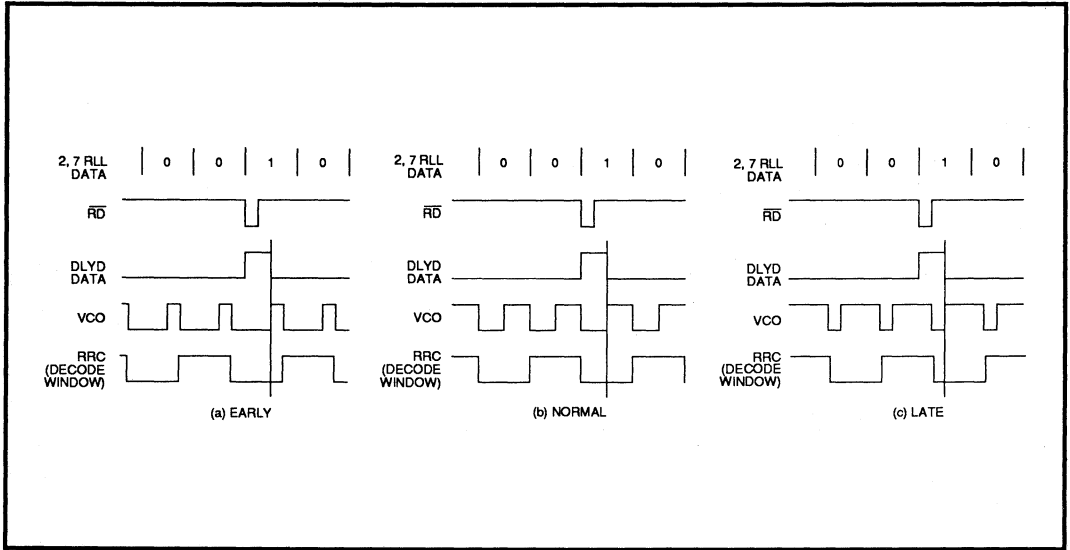 2, 7 RLL DATA | 0 | 0 | 1 | 0 |
RD
DLYD DATA
VCO
RRC (DECODE WINDOW)
(a) EARLY
2, 7 RLL DATA | 0 | 0 | 1 | 0 |
RD
DLYD DATA
VCO
RRC (DECODE WINDOW)
(b) NORMAL
2, 7 RLL DATA | 0 | 0 | 1 | 0 |
RD
DLYD DATA
VCO
RRC (DECODE WINDOW)
(c) LATE